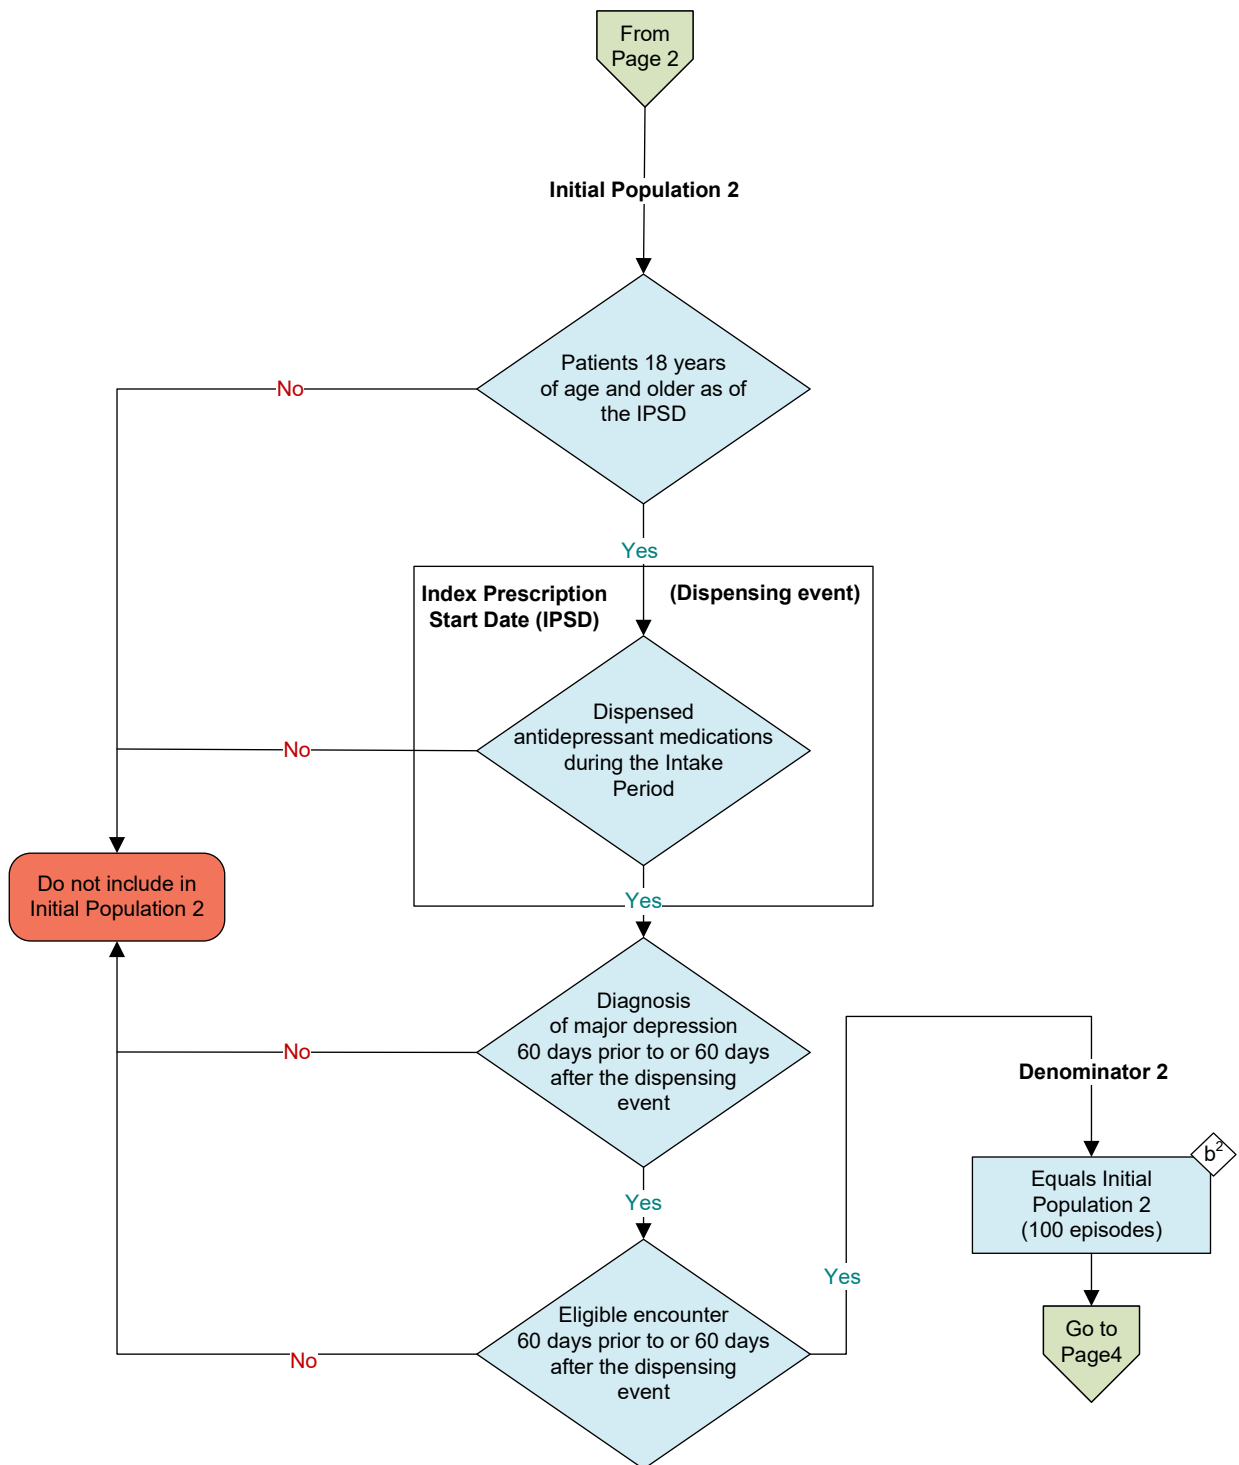 From
Page 2
Initial Population 2
Patients 18 years
of age and older as of
the IPSD
No
Yes
Index Prescription
Start Date (IPSD)
(Dispensing event)
Dispensed
antidepressant medications
during the Intake
Period
No
Yes
Do not include in
Initial Population 2
Diagnosis
of major depression
60 days prior to or 60 days
after the dispensing
event
No
Yes
Eligible encounter
60 days prior to or 60 days
after the dispensing
event
No
Yes
Denominator 2
b²
Equals Initial
Population 2
(100 episodes)
Go to
Page4